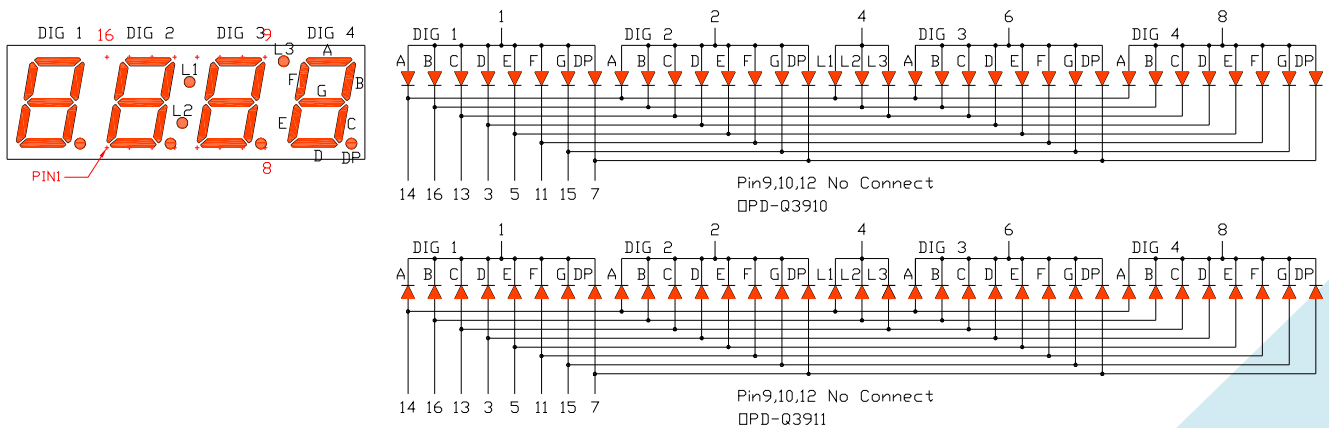 DIG 1 16 DIG 2 DIG 3 9 DIG 4
L3 A
L1 F B
G
L2 E C
D DP
PIN1 8
1 2 4 6 8
DIG 1 DIG 2 DIG 3 DIG 4
A B C D E F G DP A B C D E F G DP L1 L2 L3 A B C D E F G DP A B C D E F G DP
14 16 13 3 5 11 15 7
Pin9,10,12 No Connect
□PD-Q3910
1 2 4 6 8
DIG 1 DIG 2 DIG 3 DIG 4
A B C D E F G DP A B C D E F G DP L1 L2 L3 A B C D E F G DP A B C D E F G DP
14 16 13 3 5 11 15 7
Pin9,10,12 No Connect
□PD-Q3911